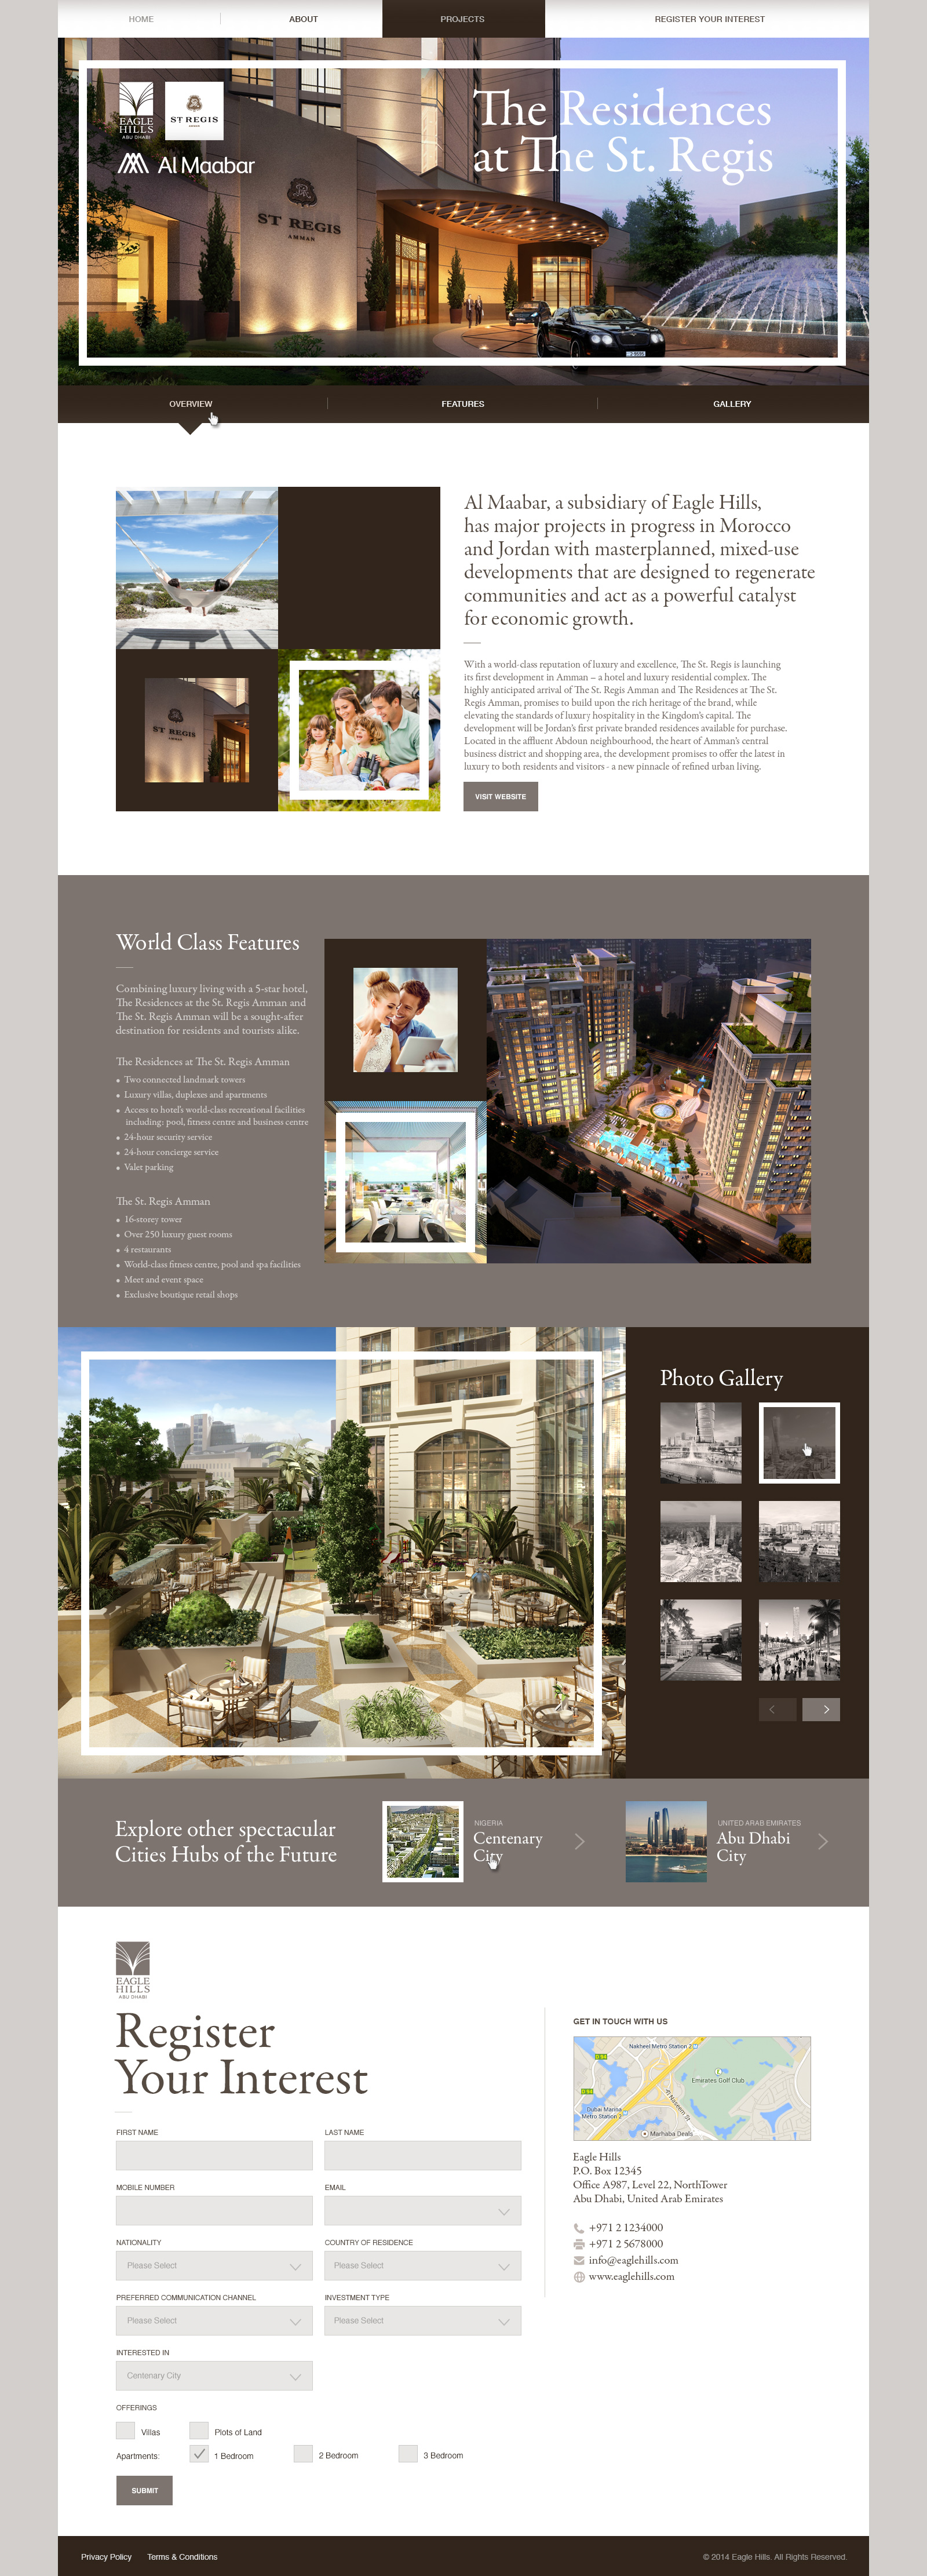 HOME
ABOUT
PROJECTS
REGISTER YOUR INTEREST
EAGLE
HILLS
ABU DHABI
ST REGIS
AMMAN
Al Maabar
The Residences
at The St. Regis
ST REGIS
AMMAN
OVERVIEW
FEATURES
GALLERY
Al Maabar, a subsidiary of Eagle Hills,
has major projects in progress in Morocco
and Jordan with masterplanned, mixed-use
developments that are designed to regenerate
communities and act as a powerful catalyst
for economic growth.
With a world-class reputation of luxury and excellence, The St. Regis is launching
its first development in Amman – a hotel and luxury residential complex. The
highly anticipated arrival of The St. Regis Amman and The Residences at The St.
Regis Amman, promises to build upon the rich heritage of the brand, while
elevating the standards of luxury hospitality in the Kingdom's capital. The
development will be Jordan's first private branded residences available for purchase.
Located in the affluent Abdoun neighbourhood, the heart of Amman's central
business district and shopping area, the development promises to offer the latest in
luxury to both residents and visitors - a new pinnacle of refined urban living.
VISIT WEBSITE
ST REGIS
World Class Features
Combining luxury living with a 5-star hotel,
The Residences at the St. Regis Amman and
The St. Regis Amman will be a sought-after
destination for residents and tourists alike.
The Residences at The St. Regis Amman
• Two connected landmark towers
• Luxury villas, duplexes and apartments
• Access to hotel's world-class recreational facilities
including: pool, fitness centre and business centre
• 24-hour security service
• 24-hour concierge service
• Valet parking
The St. Regis Amman
• 16-storey tower
• Over 250 luxury guest rooms
• 4 restaurants
• World-class fitness centre, pool and spa facilities
• Meet and event space
• Exclusive boutique retail shops
Photo Gallery
Explore other spectacular
Cities Hubs of the Future
NIGERIA
Centenary
City
UNITED ARAB EMIRATES
Abu Dhabi
City
EAGLE
HILLS
ABU DHABI
Register
Your Interest
FIRST NAME
LAST NAME
MOBILE NUMBER
EMAIL
NATIONALITY
COUNTRY OF RESIDENCE
Please Select
Please Select
PREFERRED COMMUNICATION CHANNEL
INVESTMENT TYPE
Please Select
Please Select
INTERESTED IN
Centenary City
OFFERINGS
Villas
Plots of Land
Apartments:
1 Bedroom
2 Bedroom
3 Bedroom
SUBMIT
GET IN TOUCH WITH US
Nakheel Metro Station 2
D 94
Emirates Golf Club
D 94
Al Naseem St
Dubai Marina
Metro Station 2
Marhaba Deals
Eagle Hills
P.O. Box 12345
Office A987, Level 22, NorthTower
Abu Dhabi, United Arab Emirates
+971 2 1234000
+971 2 5678000
info@eaglehills.com
www.eaglehills.com
Privacy Policy
Terms & Conditions
© 2014 Eagle Hills. All Rights Reserved.